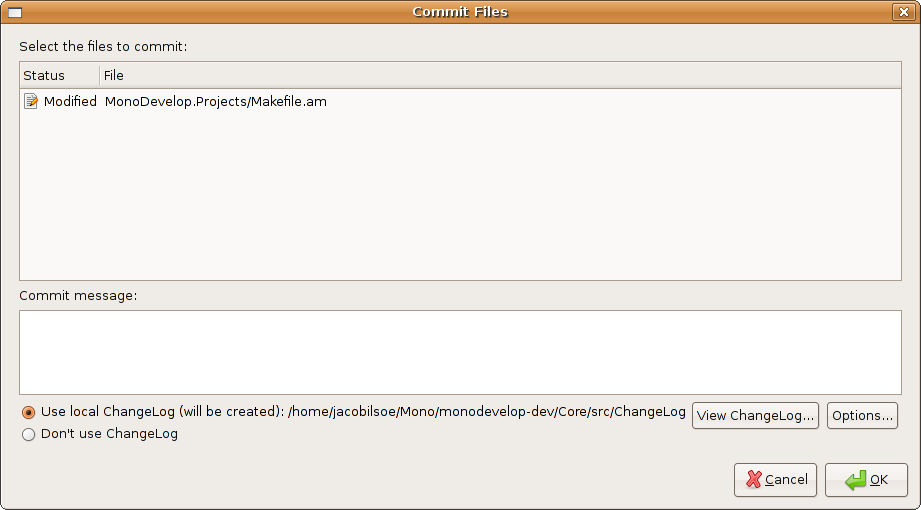 Commit Files
Select the files to commit:
Status File
Modified MonoDevelop.Projects/Makefile.am
Commit message:
Use local ChangeLog (will be created): /home/jacobilsoe/Mono/monodevelop-dev/Core/src/ChangeLog View ChangeLog... Options...
Don't use ChangeLog
Cancel OK